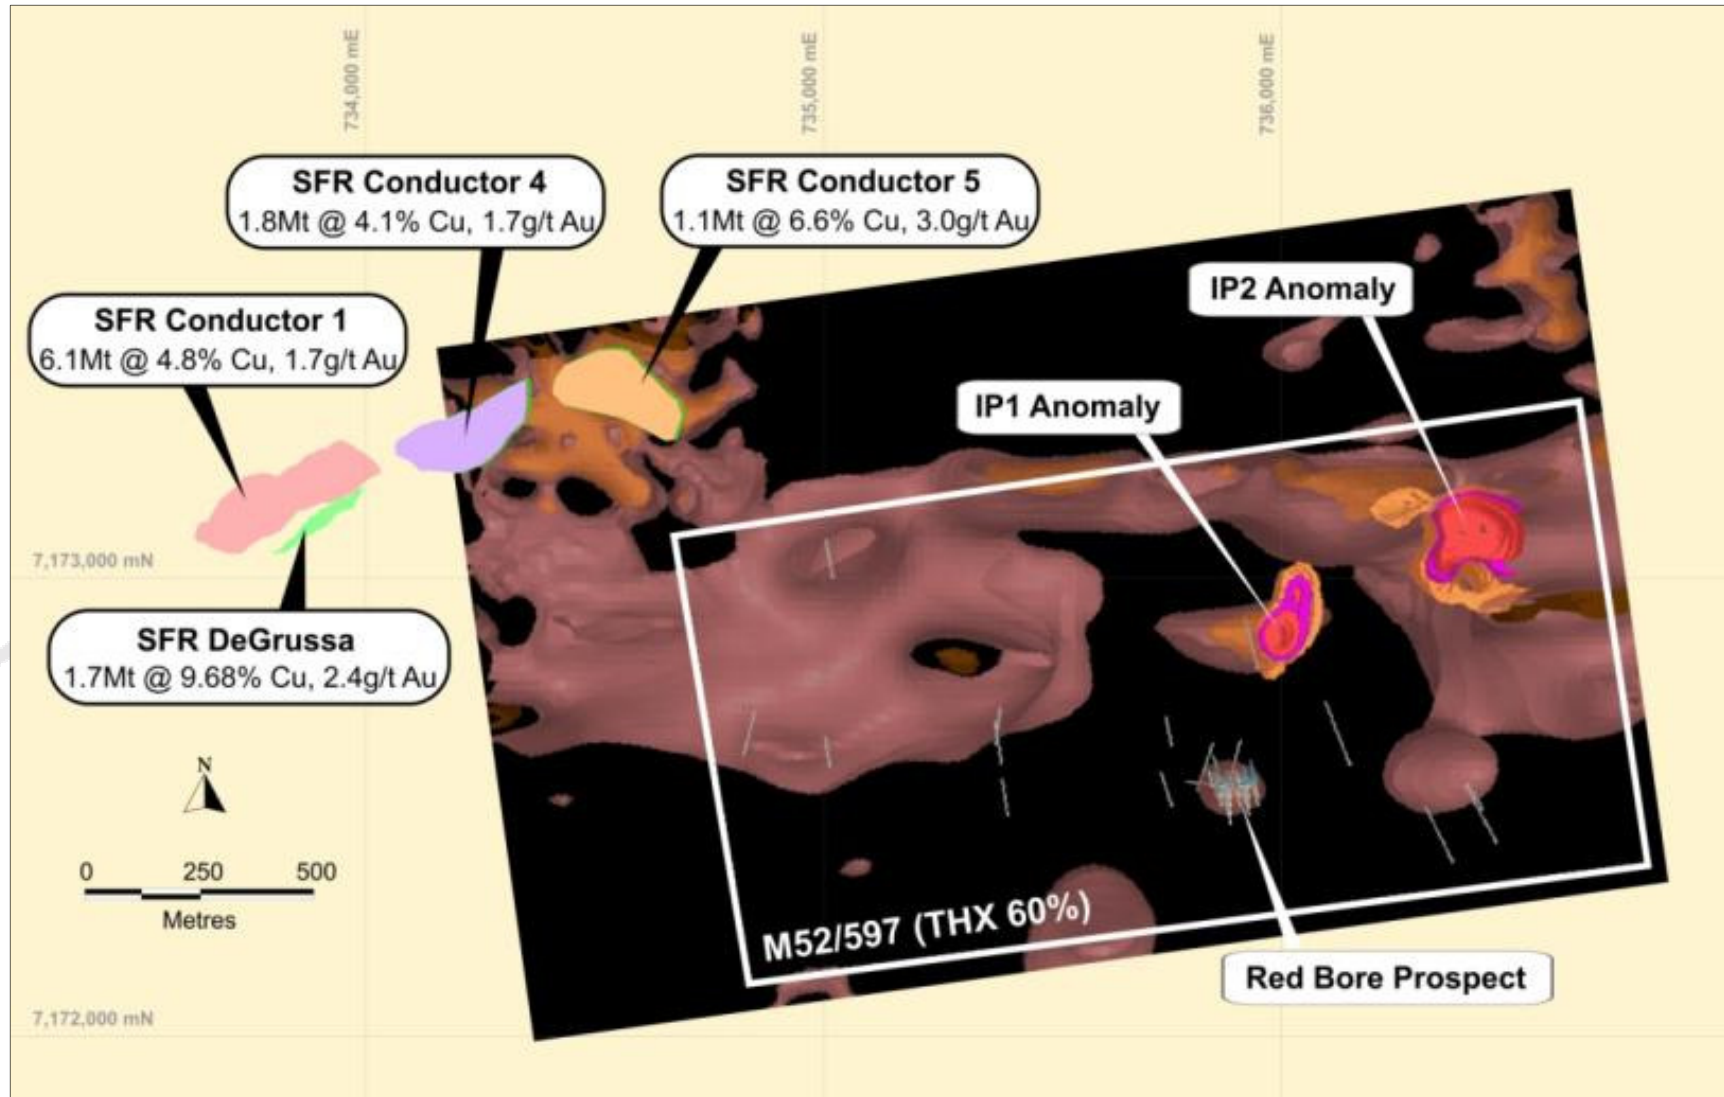 734,000 mE
735,000 mE
736,000 mE
SFR Conductor 4
1.8Mt @ 4.1% Cu, 1.7g/t Au
SFR Conductor 5
1.1Mt @ 6.6% Cu, 3.0g/t Au
IP2 Anomaly
SFR Conductor 1
6.1Mt @ 4.8% Cu, 1.7g/t Au
IP1 Anomaly
7,173,000 mN
SFR DeGrussa
1.7Mt @ 9.68% Cu, 2.4g/t Au
N
0 250 500
Metres
M52/597 (THX 60%)
Red Bore Prospect
7,172,000 mN